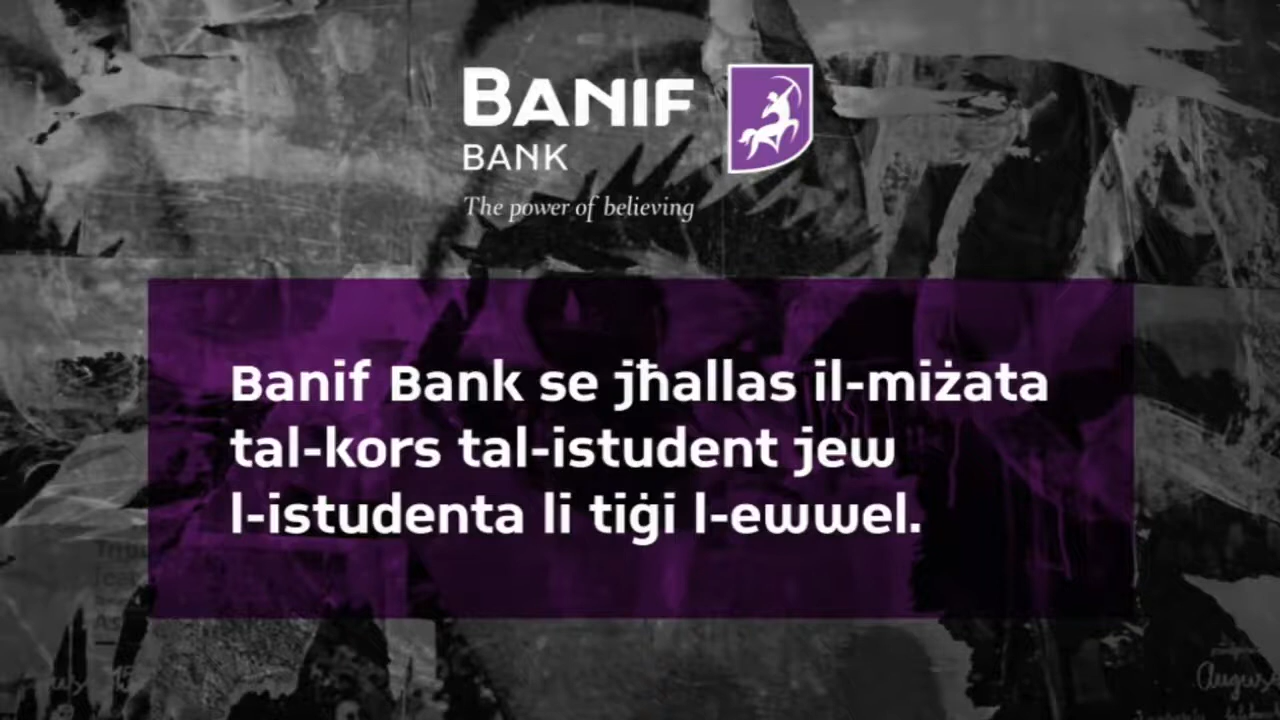 BANIF
BANK
The power of believing
Banif Bank se jħallas il-miżata
tal-kors tal-istudent jew
l-istudenta li tiġi l-ewwel.